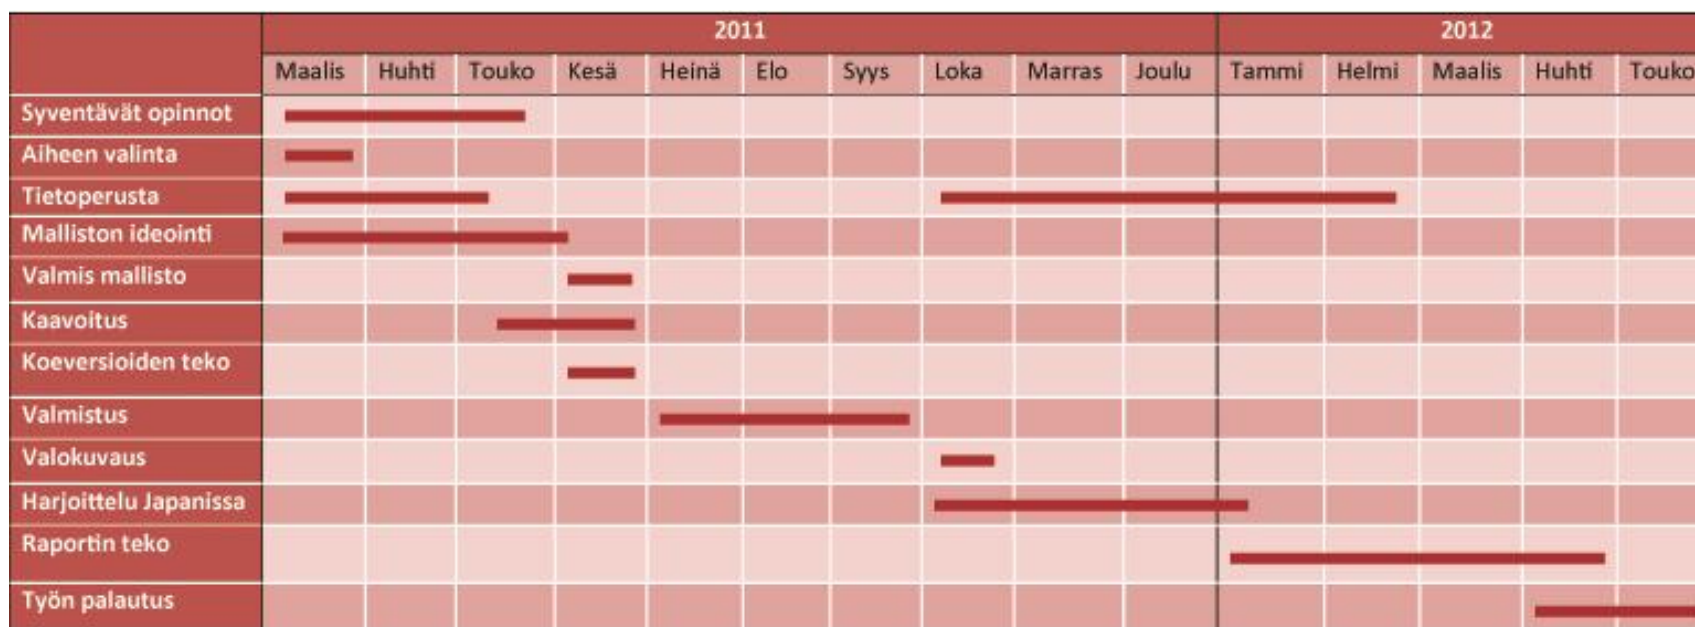 2011 2012
Maalis Huhti Touko Kesä Heinä Elo Syys Loka Marras Joulu Tammi Helmi Maalis Huhti Touko
Syventävät opinnot
Aiheen valinta
Tietoperusta
Malliston ideointi
Valmis mallisto
Kaavoitus
Koeversioiden teko
Valmistus
Valokuvaus
Harjoittelu Japanissa
Raportin teko
Työn palautus